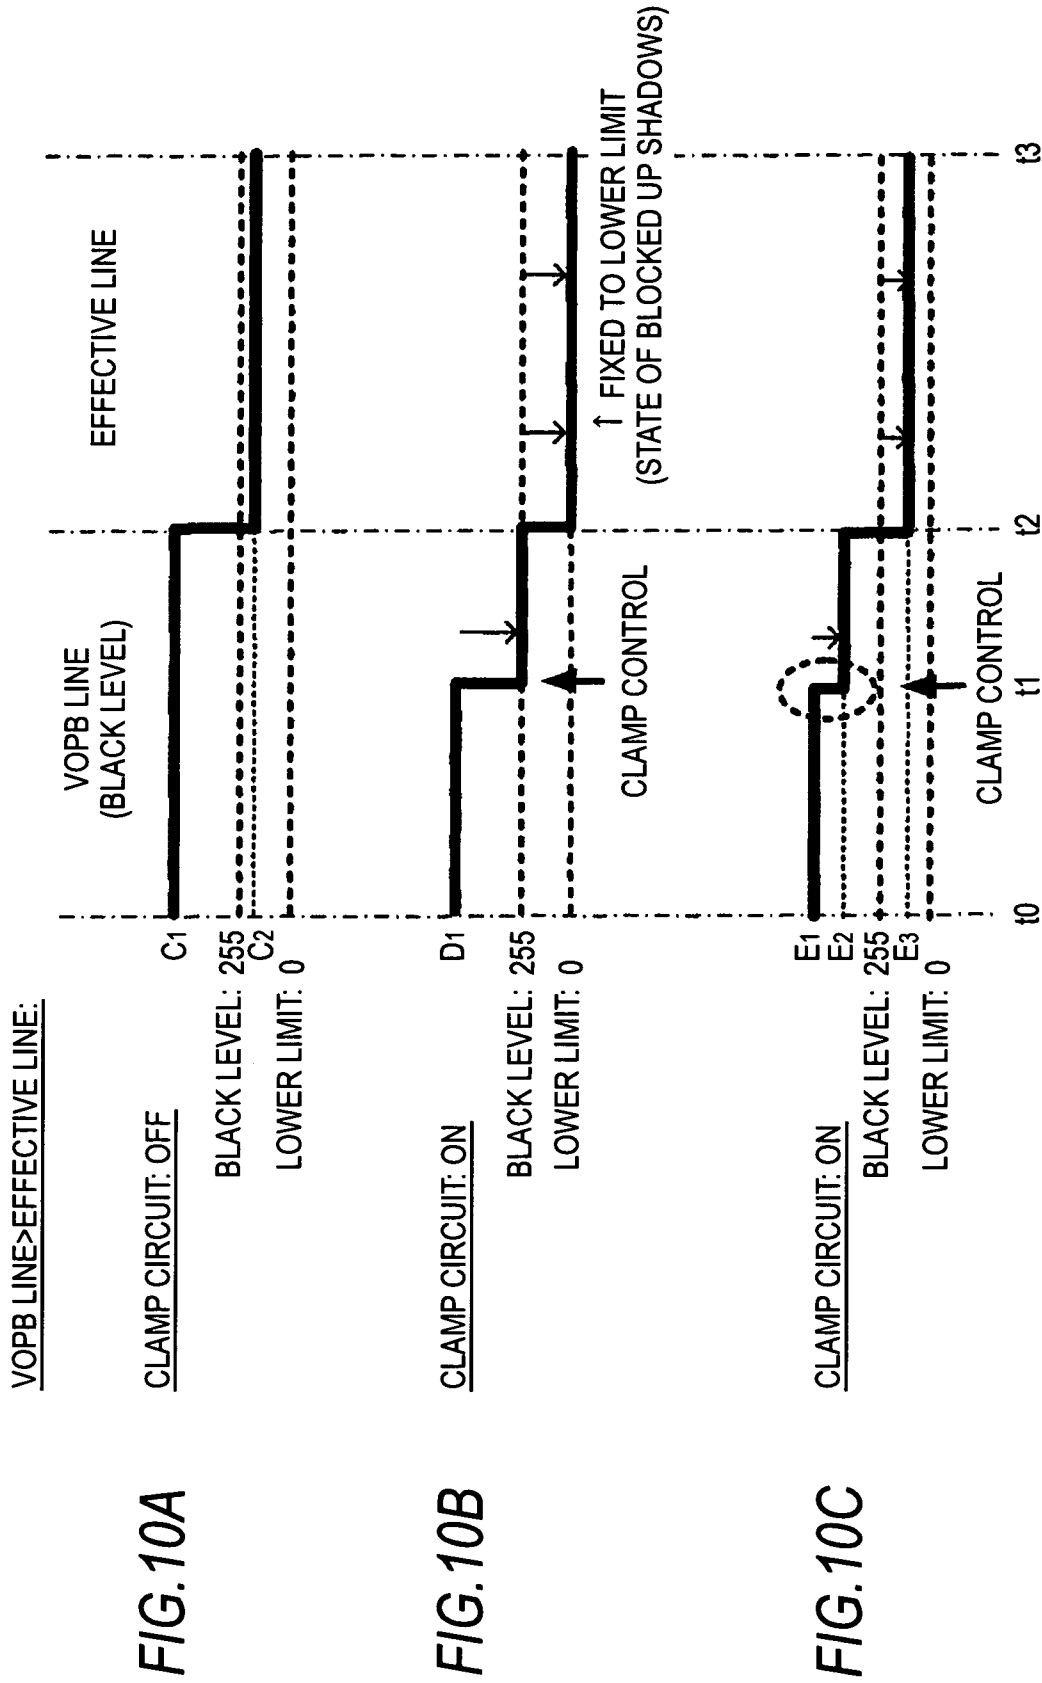 VOPB LINE>EFFECTIVE LINE:
VOPB LINE
(BLACK LEVEL)
EFFECTIVE LINE
FIG.10A
CLAMP CIRCUIT: OFF
C1
BLACK LEVEL: 255
C2
LOWER LIMIT: 0
FIG.10B
CLAMP CIRCUIT: ON
D1
BLACK LEVEL: 255
LOWER LIMIT: 0
CLAMP CONTROL
↑ FIXED TO LOWER LIMIT
(STATE OF BLOCKED UP SHADOWS)
FIG.10C
CLAMP CIRCUIT: ON
E1
E2
BLACK LEVEL: 255
E3
LOWER LIMIT: 0
CLAMP CONTROL
t0
t1
t2
t3